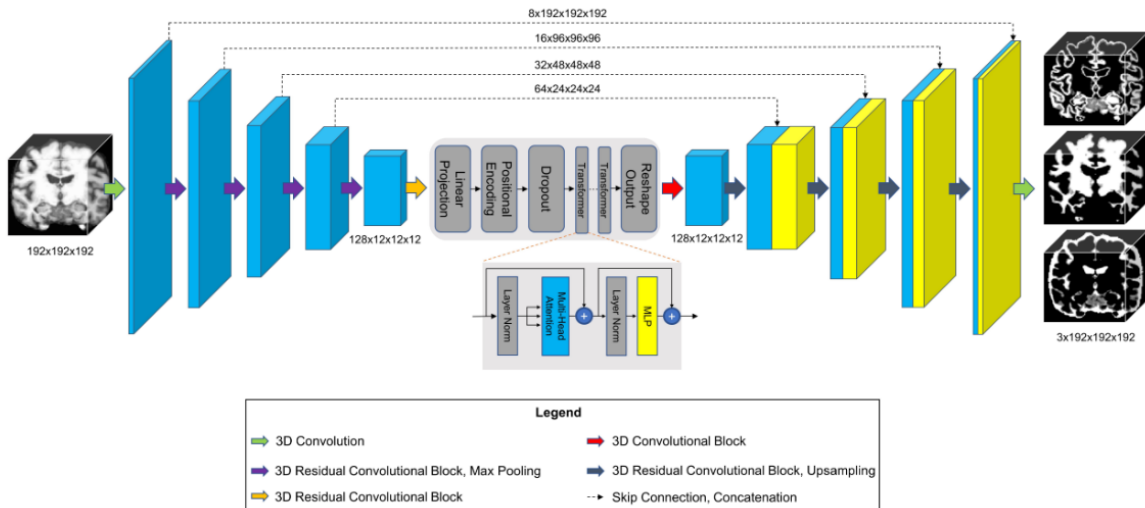 8x192x192x192
16x96x96x96
32x48x48x48
64x24x24x24
192x192x192
128x12x12x12
Linear
Projection
Positional
Encoding
Dropout
Transformer
Transformer
Reshape
Output
128x12x12x12
3x192x192x192
Layer Norm
Multi-Head
Attention
+
Layer Norm
MLP
+
Legend
3D Convolution
3D Convolutional Block
3D Residual Convolutional Block, Max Pooling
3D Residual Convolutional Block, Upsampling
3D Residual Convolutional Block
Skip Connection, Concatenation